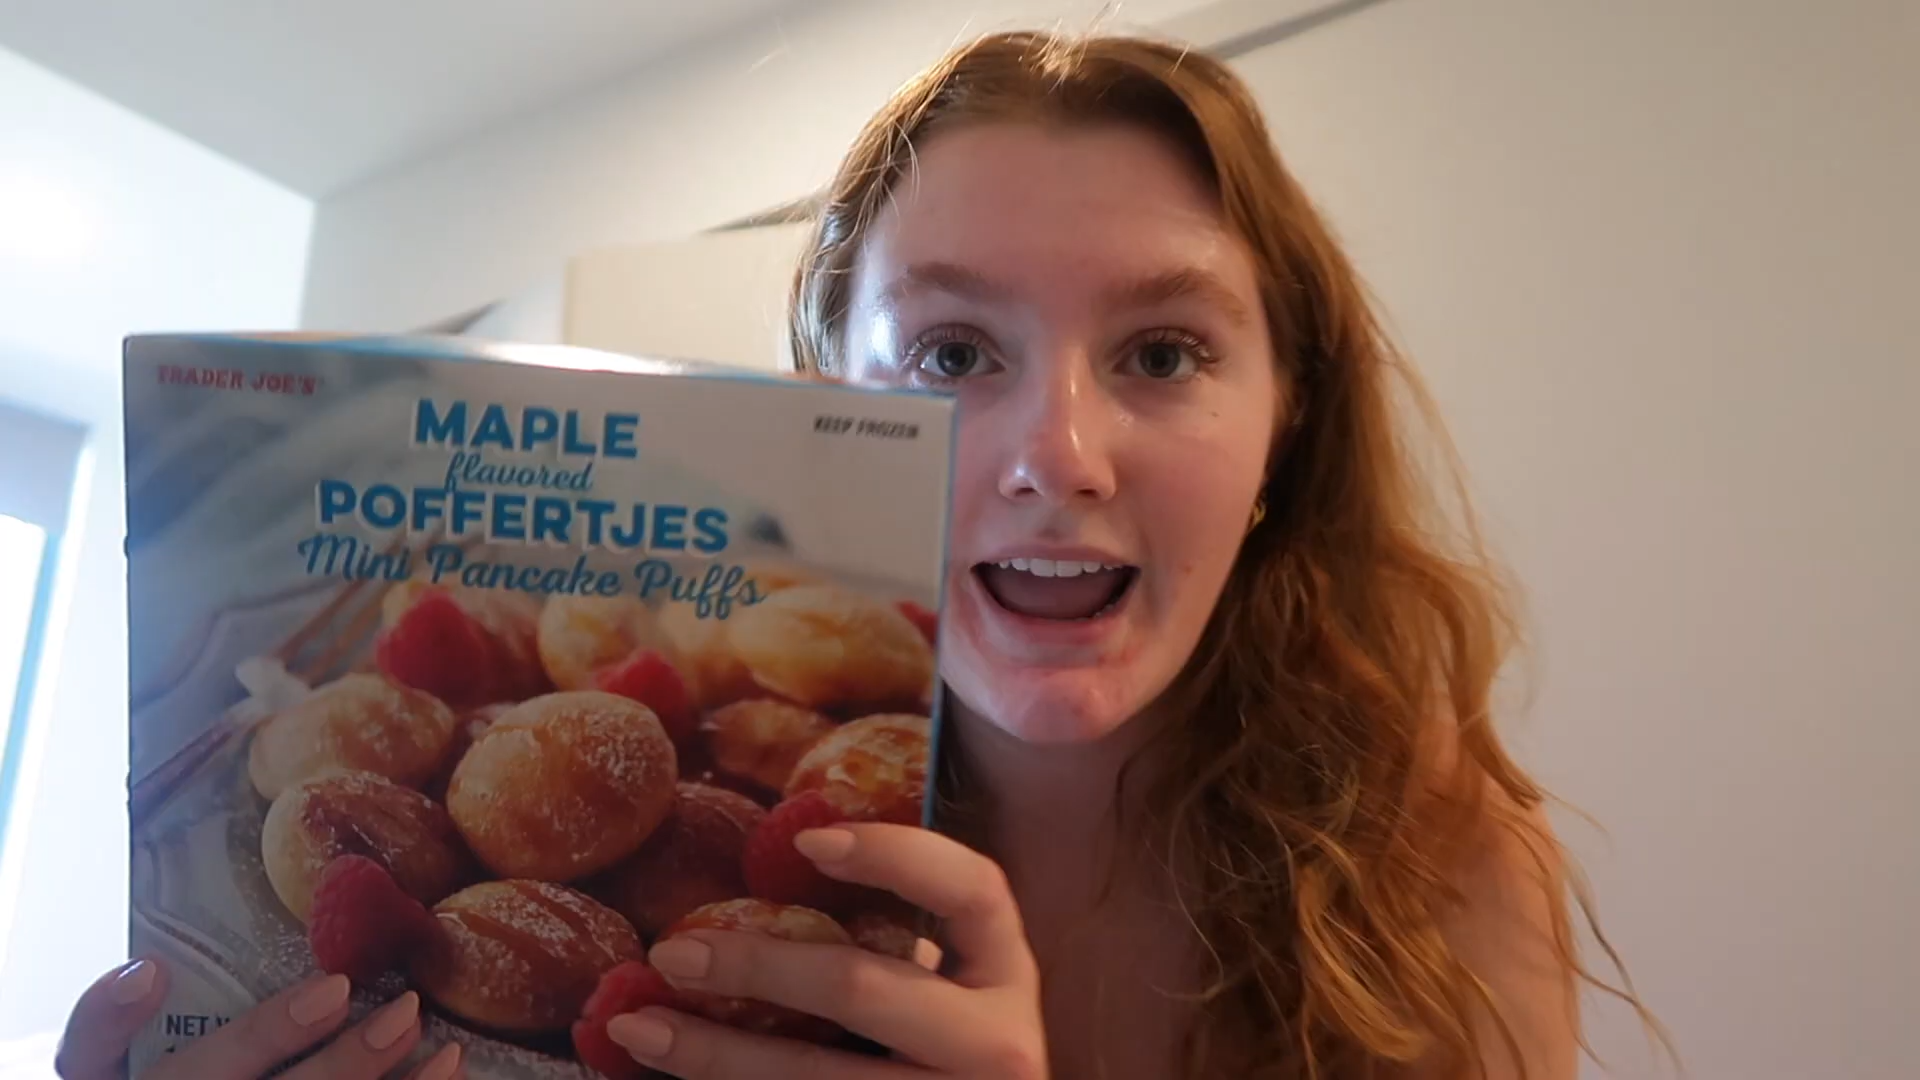 TRADER JOE'S
KEEP FROZEN
MAPLE
flavored
POFFERTJES
Mini Pancake Puffs
NET